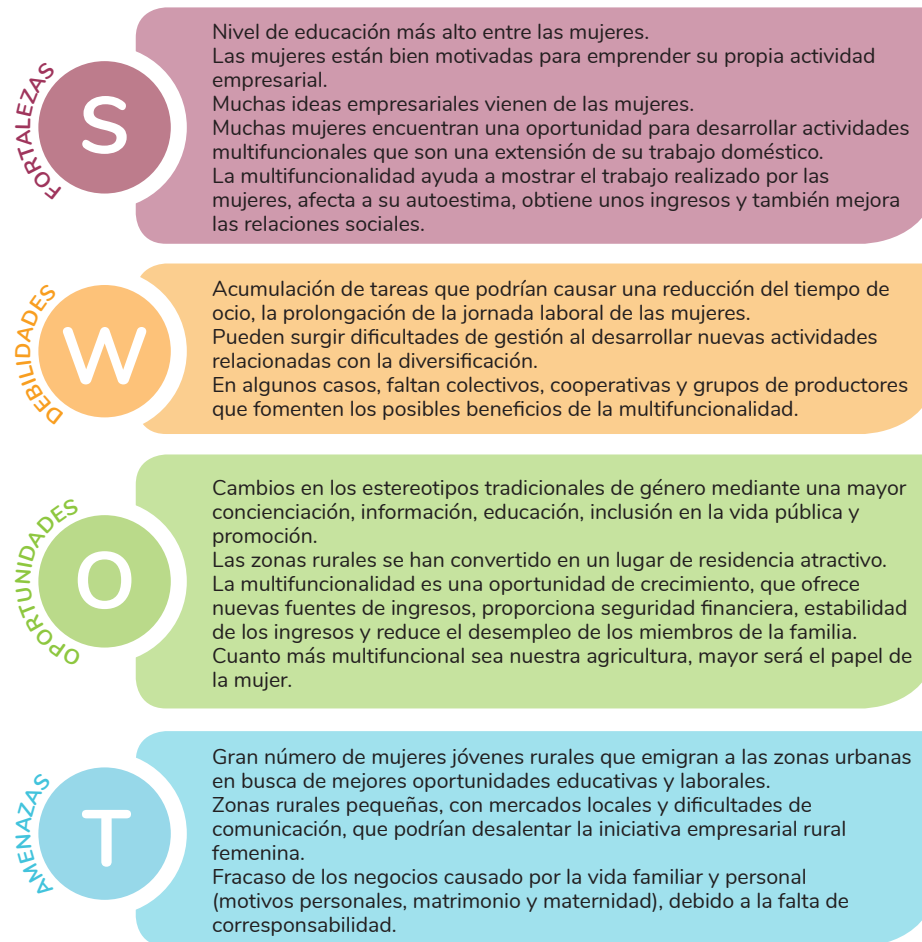 FORTALEZAS
S
Nivel de educación más alto entre las mujeres.
Las mujeres están bien motivadas para emprender su propia actividad
empresarial.
Muchas ideas empresariales vienen de las mujeres.
Muchas mujeres encuentran una oportunidad para desarrollar actividades
multifuncionales que son una extensión de su trabajo doméstico.
La multifuncionalidad ayuda a mostrar el trabajo realizado por las
mujeres, afecta a su autoestima, obtiene unos ingresos y también mejora
las relaciones sociales.
DEBILIDADES
W
Acumulación de tareas que podrían causar una reducción del tiempo de
ocio, la prolongación de la jornada laboral de las mujeres.
Pueden surgir dificultades de gestión al desarrollar nuevas actividades
relacionadas con la diversificación.
En algunos casos, faltan colectivos, cooperativas y grupos de productores
que fomenten los posibles beneficios de la multifuncionalidad.
OPORTUNIDADES
O
Cambios en los estereotipos tradicionales de género mediante una mayor
concienciación, información, educación, inclusión en la vida pública y
promoción.
Las zonas rurales se han convertido en un lugar de residencia atractivo.
La multifuncionalidad es una oportunidad de crecimiento, que ofrece
nuevas fuentes de ingresos, proporciona seguridad financiera, estabilidad
de los ingresos y reduce el desempleo de los miembros de la familia.
Cuanto más multifuncional sea nuestra agricultura, mayor será el papel de
la mujer.
AMENAZAS
T
Gran número de mujeres jóvenes rurales que emigran a las zonas urbanas
en busca de mejores oportunidades educativas y laborales.
Zonas rurales pequeñas, con mercados locales y dificultades de
comunicación, que podrían desalentar la iniciativa empresarial rural
femenina.
Fracaso de los negocios causado por la vida familiar y personal
(motivos personales, matrimonio y maternidad), debido a la falta de
corresponsabilidad.